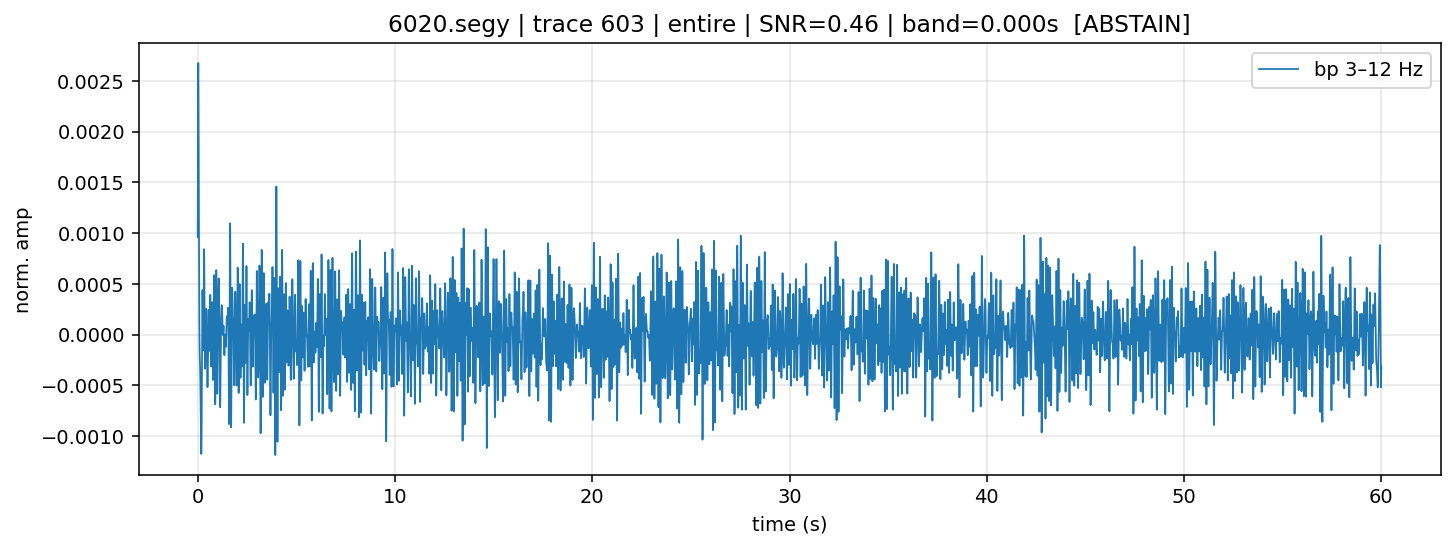 6020.segy | trace 603 | entire | SNR=0.46 | band=0.000s  [ABSTAIN]
bp 3–12 Hz
norm. amp
0.0025
0.0020
0.0015
0.0010
0.0005
0.0000
−0.0005
−0.0010
0 10 20 30 40 50 60
time (s)